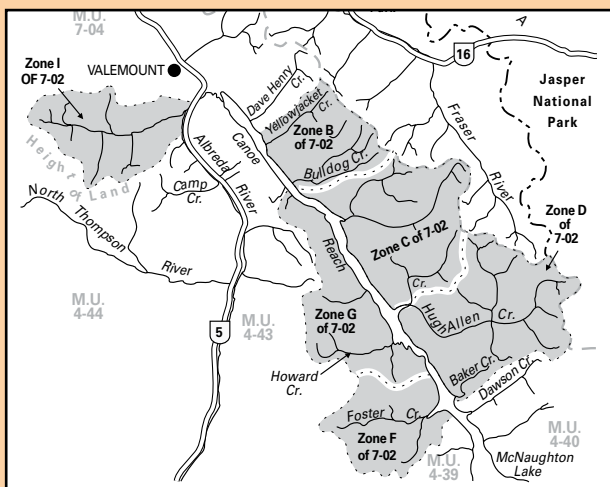 M.U.
7-04
Zone I
OF 7-02
VALEMOUNT
Dave Henry
Cr.
Yellowjacket
Cr.
Zone B
of 7-02
Bulldog Cr.
16
A
Jasper
National
Park
Fraser
River
Canoe
Reach
Albreda
River
Camp
Cr.
Height of Land
North Thompson
River
M.U.
4-44
5
M.U.
4-43
Zone C of 7-02
Zone D
of
7-02
Cr.
Hugh Allen Cr.
Zone G
of 7-02
Howard
Cr.
Baker Cr.
Dawson Cr.
Foster Cr.
Zone F
of 7-02
M.U.
4-39
M.U.
4-40
McNaughton
Lake